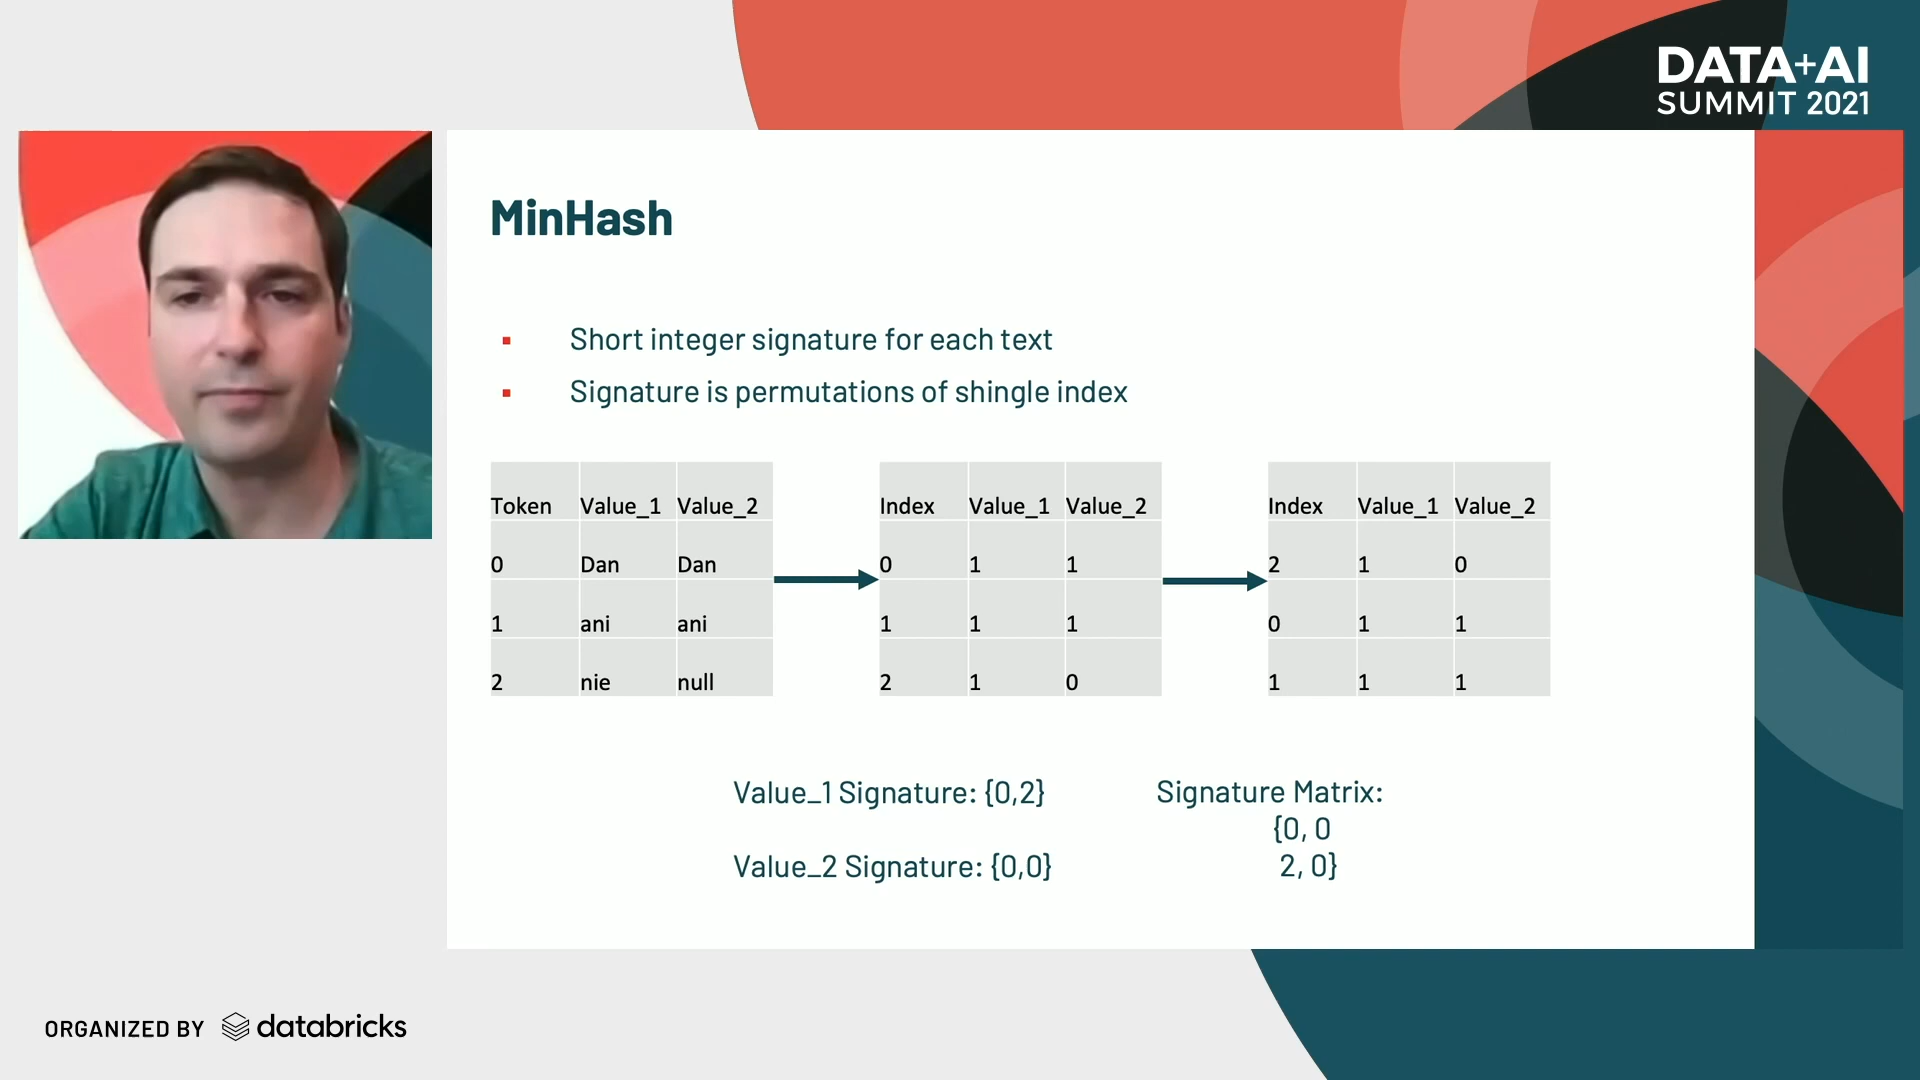 DATA+AI
SUMMIT 2021
MinHash
Short integer signature for each text
Signature is permutations of shingle index
Token Value_1 Value_2
0 Dan Dan
1 ani ani
2 nie null
Index Value_1 Value_2
0 1 1
1 1 1
2 1 0
Index Value_1 Value_2
2 1 0
0 1 1
1 1 1
Value_1 Signature: {0,2}
Value_2 Signature: {0,0}
Signature Matrix:
{0, 0
2, 0}
ORGANIZED BY databricks